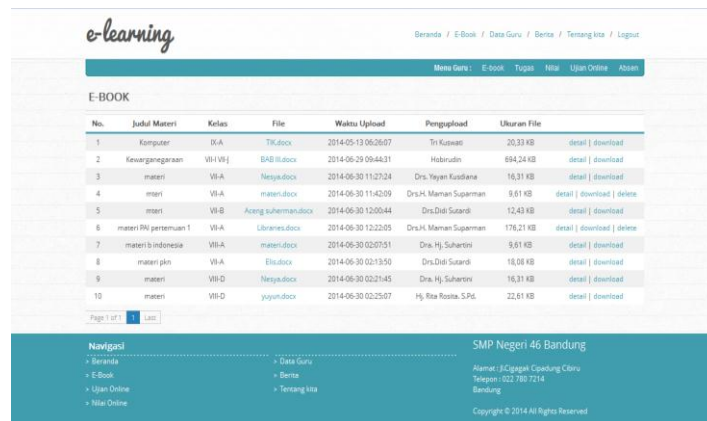 e-learning
Beranda / E-Book / Data Guru / Berita / Tentang kita / Logout
Menu Guru : E-book Tugas Nilai Ujian Online Absen
E-BOOK
No. Judul Materi Kelas File Waktu Upload Pengupload Ukuran File
1 Komputer IX-A TIK.docx 2014-05-13 06:26:07 Tri Kuswati 20,33 KB detail | download
2 Kewarganegaraan VII-I VII-J BAB III.docx 2014-06-29 09:44:31 Hobirudin 694,24 KB detail | download
3 materi VII-A Nesya.docx 2014-06-30 11:27:24 Drs. Yayan Kusdiana 16,31 KB detail | download
4 mteri VII-A materi.docx 2014-06-30 11:42:09 Drs.H. Maman Suparman 9,61 KB detail | download | delete
5 mteri VII-B Aceng suherman.docx 2014-06-30 12:00:44 Drs.Didi Sutardi 12,43 KB detail | download
6 materi PAI pertemuan 1 VII-A Libranes.docx 2014-06-30 12:22:05 Drs.H. Maman Suparman 176,21 KB detail | download | delete
7 materi b indonesia VIII-A materi.docx 2014-06-30 02:07:51 Dra. Hj. Suhartini 9,61 KB detail | download
8 materi pkn VII-A Elis.docx 2014-06-30 02:13:50 Drs.Didi Sutardi 18,08 KB detail | download
9 materi VIII-D Nesya.docx 2014-06-30 02:21:45 Dra. Hj. Suhartini 16,31 KB detail | download
10 materi VIII-D yuyun.docx 2014-06-30 02:25:07 Hj. Rita Rosita, S.Pd. 22,61 KB detail | download
Page 1 of 1 1 Last
Navigasi
> Beranda
> E-Book
> Ujian Online
> Nilai Online
> Data Guru
> Berita
> Tentang kita
SMP Negeri 46 Bandung
Alamat : Jl.Cigagak Cipadung Cibiru
Telepon : 022 780 7214
Bandung
Copyright © 2014 All Rights Reserved